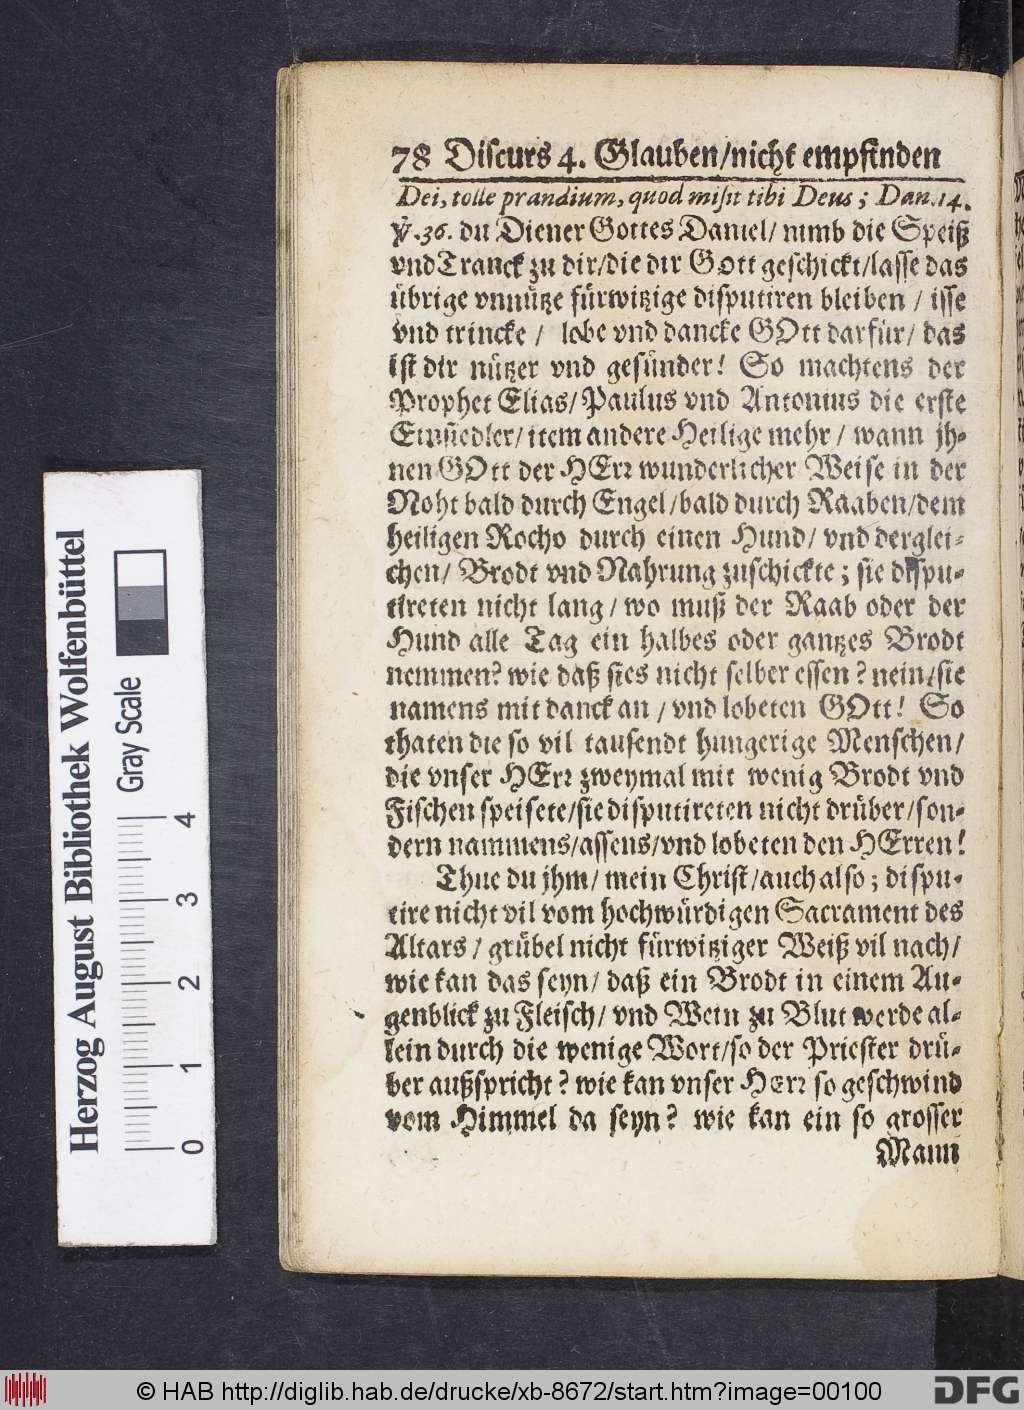 78 Discurs 4. Glauben/nicht empfinden
Dei, tolle prandium, quod misit tibi Deus; Dan. 14.
℣. 36. du Diener Gottes Daniel/ nimb die Speiß
vnd Tranck zu dir/die dir Gott geschickt/lasse das
übrige vnnütze fürwitzige disputiren bleiben / isse
vnd trincke / lobe vnd dancke GOtt darfür/ das
ist dir nützer vnd gesünder! So machtens der
Prophet Elias/ Paulus vnd Antonius die erste
Einsiedler/ item andere Heilige mehr / wann jh-
nen GOtt der HErr wunderlicher Weise in der
Noht bald durch Engel/bald durch Raaben/dem
heiligen Rocho durch einen Hund/ vnd derglei-
chen/ Brodt vnd Nahrung zuschickte; sie dispu-
tireten nicht lang/ wo muß der Raab oder der
Hund alle Tag ein halbes oder gantzes Brodt
nemmen? wie daß sies nicht selber essen? nein/sie
namens mit danck an / vnd lobeten GOtt! So
thaten die so vil tausendt hungerige Menschen/
die vnser HErr zweymal mit wenig Brodt vnd
Fischen speisete/sie disputireten nicht drüber/son-
dern nammens/assens/vnd lobeten den HErren!
Thue du jhm/ mein Christ/auch also; dispu-
tire nicht vil vom hochwürdigen Sacrament des
Altars / grübel nicht fürwitziger Weiß vil nach/
wie kan das seyn/ daß ein Brodt in einem Au-
genblick zu Fleisch/ vnd Wein zu Blut werde al-
lein durch die wenige Wort/so der Priester drü-
ber außspricht? wie kan vnser Herr so geschwind
vom Himmel da seyn? wie kan ein so grosser
Mann
Herzog August Bibliothek Wolfenbüttel
Gray Scale
0 1 2 3 4
© HAB http://diglib.hab.de/drucke/xb-8672/start.htm?image=00100
DFG